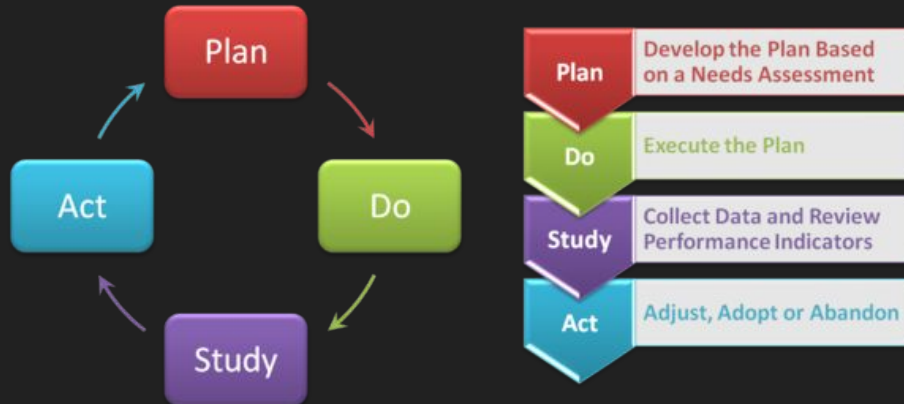 Plan
Do
Study
Act
Plan
Develop the Plan Based
on a Needs Assessment
Do
Execute the Plan
Study
Collect Data and Review
Performance Indicators
Act
Adjust, Adopt or Abandon